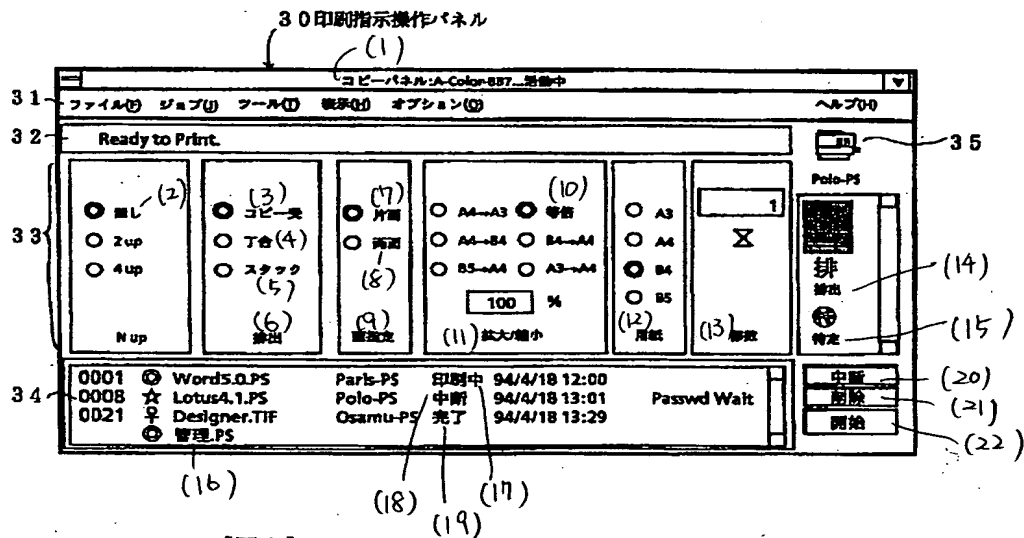 30印刷指示操作パネル
(1)
コピーパネル:A-Color-887...活動中
31 ファイル(F) ジョブ(J) ツール(T) 表示(H) オプション(O) ヘルプ(H)
32 Ready to Print.
35
Polo-PS
33
無し (2)
2 up
4 up
N up
(3)
コピー受
丁合 (4)
スタック
(5)
(6)
排出
(7)
片面
両面
(8)
(9)
面指定
(10)
A4→A3 等倍
A4→B4 B4→A4
B5→A4 A3→A4
100 %
(11) 拡大/縮小
A3
A4
B4
B5
(12)
用紙
1
(13) 部数
排
排出
(14)
特定
(15)
34
0001 Word5.0.PS Paris-PS 印刷中 94/4/18 12:00
0008 Lotus4.1.PS Polo-PS 中断 94/4/18 13:01 Passwd Wait
0021 Designer.TIF Osamu-PS 完了 94/4/18 13:29
管理.PS
中断 (20)
削除 (21)
開始 (22)
(16)
(18)
(19)
(17)